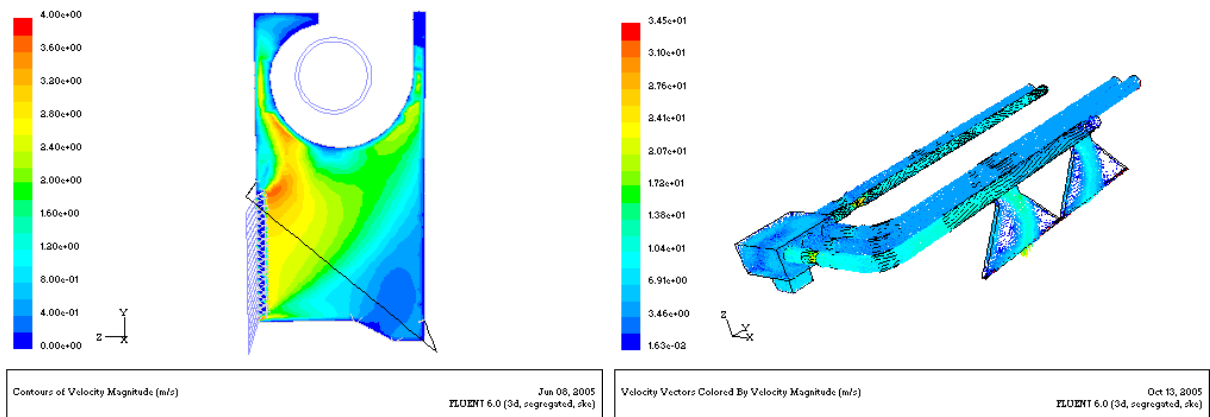 4.00e+00
3.60e+00
3.20e+00
2.80e+00
2.40e+00
2.00e+00
1.60e+00
1.20e+00
8.00e-01
4.00e-01
0.00e+00
Y
Z X
Contours of Velocity Magnitude (m/s)
Jun 08, 2005
FLUENT 6.0 (3d, segregated, ske)
3.45e+01
3.10e+01
2.76e+01
2.41e+01
2.07e+01
1.72e+01
1.38e+01
1.04e+01
6.91e+00
3.46e+00
1.63e-02
Z Y
X
Velocity Vectors Colored By Velocity Magnitude (m/s)
Oct 13, 2005
FLUENT 6.0 (3d, segregated, ske)